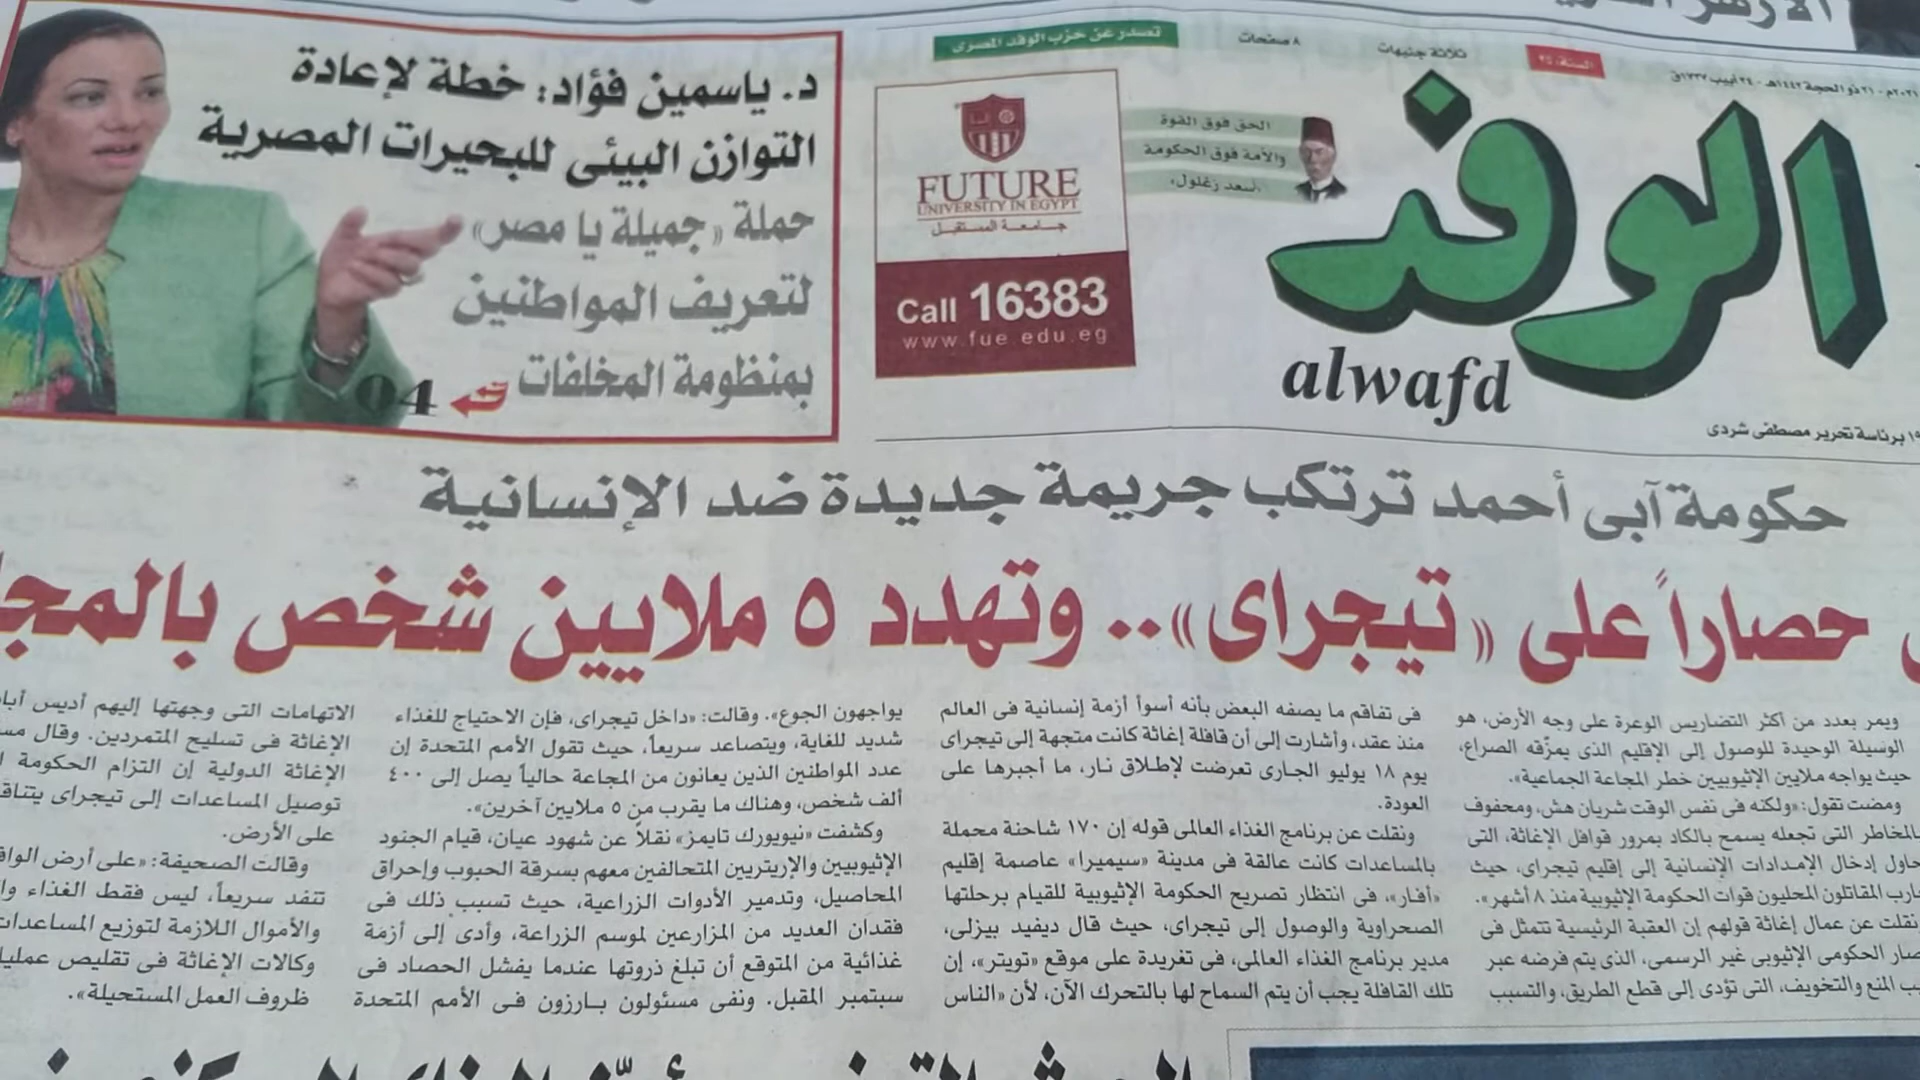 د. ياسمين فؤاد: خطة لإعادة
التوازن البيئى للبحيرات المصرية
حملة «جميلة يا مصر»
لتعريف المواطنين
بمنظومة المخلفات
04
تصدر عن حزب الوفد المصرى
٨ صفحات
ثلاثة جنيهات
السنة: ٣٥
٢٠٢١م - ٢١ ذو الحجة ١٤٤٢هـ - ٢٤ أبيب ١٧٣٧ق
FUTURE
UNIVERSITY IN EGYPT
جامعة المستقبل
Call 16383
www.fue.edu.eg
الحق فوق القوة
والأمة فوق الحكومة
«سعد زغلول»
الوفد
alwafd
برئاسة تحرير مصطفى شردى
حكومة آبى أحمد ترتكب جريمة جديدة ضد الإنسانية
حصاراً على «تيجراى».. وتهدد ٥ ملايين شخص
ويمر بعدد من أكثر التضاريس الوعرة على وجه الأرض، هو
الوسيلة الوحيدة للوصول إلى الإقليم الذى يمزّقه الصراع،
حيث يواجه ملايين الإثيوبيين خطر المجاعة الجماعية».
ومضت تقول: «ولكنه فى نفس الوقت شريان هش، ومحفوف
بالمخاطر التى تجعله يسمح بالكاد بمرور قوافل الإغاثة، التى
إدخال الإمدادات الإنسانية إلى إقليم تيجراى، حيث
المقاتلون المحليون قوات الحكومة الإثيوبية منذ ٨ أشهر».
نقلت عن عمال إغاثة قولهم إن العقبة الرئيسية تتمثل فى
الحكومى الإثيوبى غير الرسمى، الذى يتم فرضه عبر
المنع والتخويف، التى تؤدى إلى قطع الطريق، والتسبب
فى تفاقم ما يصفه البعض بأنه أسوأ أزمة إنسانية فى العالم
منذ عقد، وأشارت إلى أن قافلة إغاثة كانت متجهة إلى تيجراى
يوم ١٨ يوليو الجارى تعرضت لإطلاق نار، ما أجبرها على
العودة.
ونقلت عن برنامج الغذاء العالمى قوله إن ١٧٠ شاحنة محملة
بالمساعدات كانت عالقة فى مدينة «سيميرا» عاصمة إقليم
«أفار»، فى انتظار تصريح الحكومة الإثيوبية للقيام برحلتها
الصحراوية والوصول إلى تيجراى، حيث قال ديفيد بيزلى،
مدير برنامج الغذاء العالمى، فى تغريدة على موقع «تويتر»، إن
تلك القافلة يجب أن يتم السماح لها بالتحرك الآن، لأن «الناس
يواجهون الجوع». وقالت: «داخل تيجراى، فإن الاحتياج للغذاء
شديد للغاية، ويتصاعد سريعاً، حيث تقول الأمم المتحدة إن
عدد المواطنين الذين يعانون من المجاعة حالياً يصل إلى ٤٠٠
ألف شخص، وهناك ما يقرب من ٥ ملايين آخرين».
وكشفت «نيويورك تايمز» نقلاً عن شهود عيان، قيام الجنود
الإثيوبيين والإريتريين المتحالفين معهم بسرقة الحبوب وإحراق
المحاصيل، وتدمير الأدوات الزراعية، حيث تسبب ذلك فى
فقدان العديد من المزارعين لموسم الزراعة، وأدى إلى أزمة
غذائية من المتوقع أن تبلغ ذروتها عندما يفشل الحصاد فى
سبتمبر المقبل. ونفى مسئولون بارزون فى الأمم المتحدة
الاتهامات التى وجهتها إليهم أديس
الإغاثة فى تسليح المتمردين. وقال
الإغاثة الدولية إن التزام الحكومة
توصيل المساعدات إلى تيجراى
على الأرض.
وقالت الصحيفة: «على أرض
تنفد سريعاً، ليس فقط الغذاء
والأموال اللازمة لتوزيع المساعدات
وكالات الإغاثة فى تقليص
ظروف العمل المستحيلة».